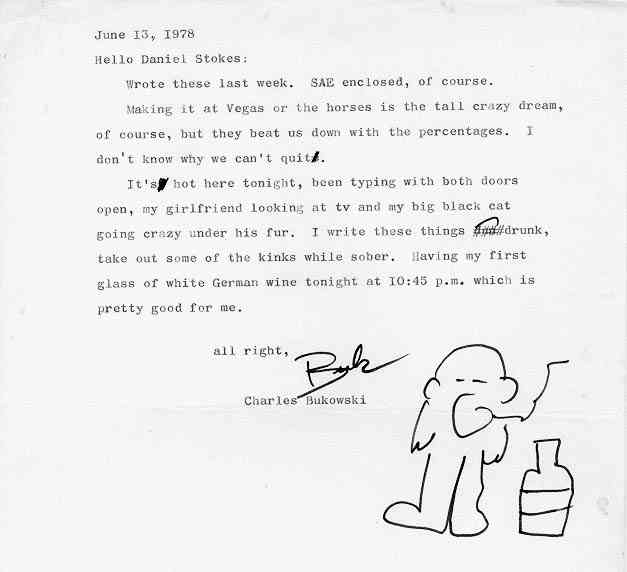 June 13, 1978
Hello Daniel Stokes:
Wrote these last week. SAE enclosed, of course.
Making it at Vegas or the horses is the tall crazy dream,
of course, but they beat us down with the percentages. I
don't know why we can't quit.
It's hot here tonight, been typing with both doors
open, my girlfriend looking at tv and my big black cat
going crazy under his fur. I write these things drunk,
take out some of the kinks while sober. Having my first
glass of white German wine tonight at 10:45 p.m. which is
pretty good for me.
all right,
Buk
Charles Bukowski